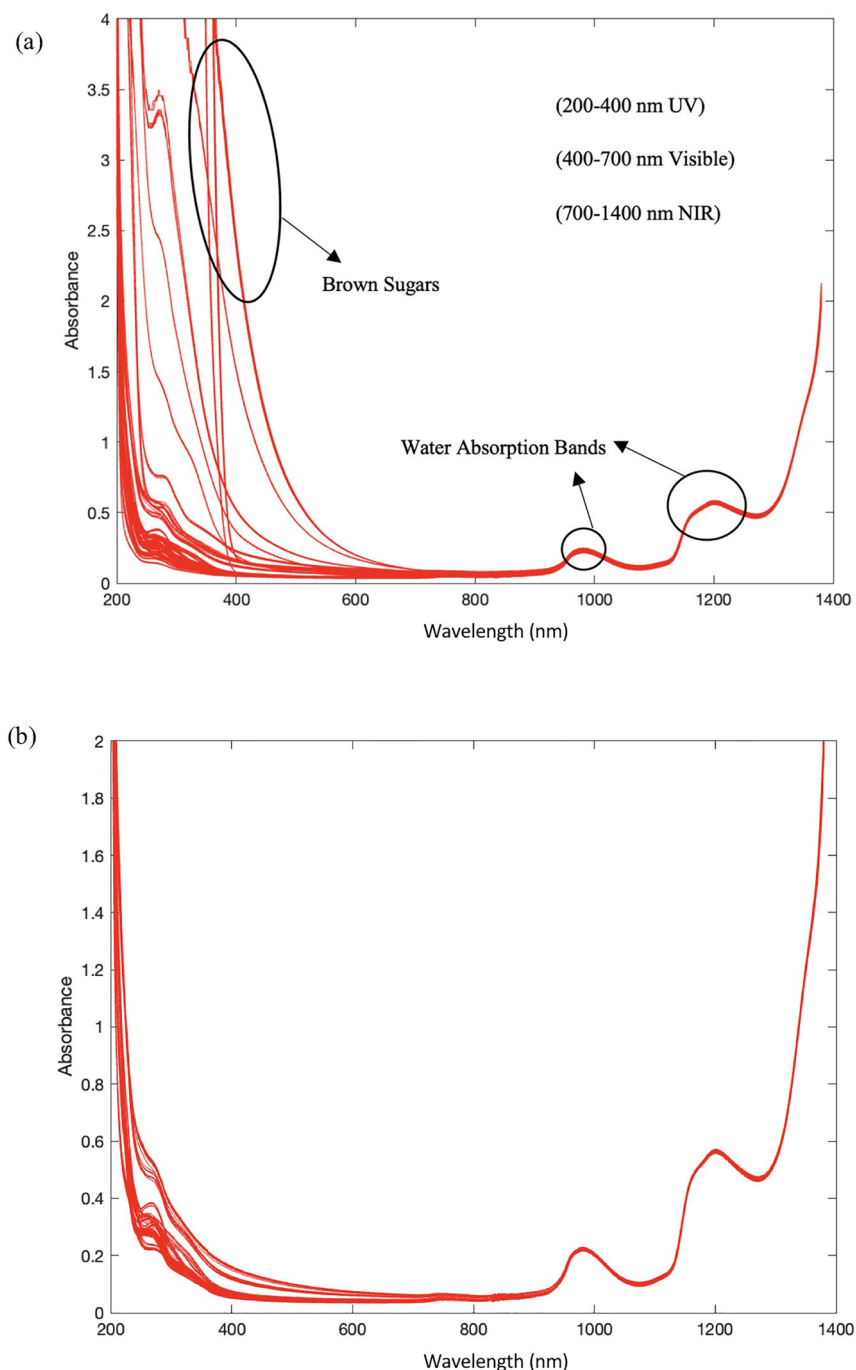 (a)
4
3.5
3
2.5
2
1.5
1
0.5
0
(200-400 nm UV)
(400-700 nm Visible)
(700-1400 nm NIR)
Brown Sugars
Water Absorption Bands
Absorbance
200 400 600 800 1000 1200 1400
Wavelength (nm)
(b)
2
1.8
1.6
1.4
1.2
1
0.8
0.6
0.4
0.2
0
Absorbance
200 400 600 800 1000 1200 1400
Wavelength (nm)